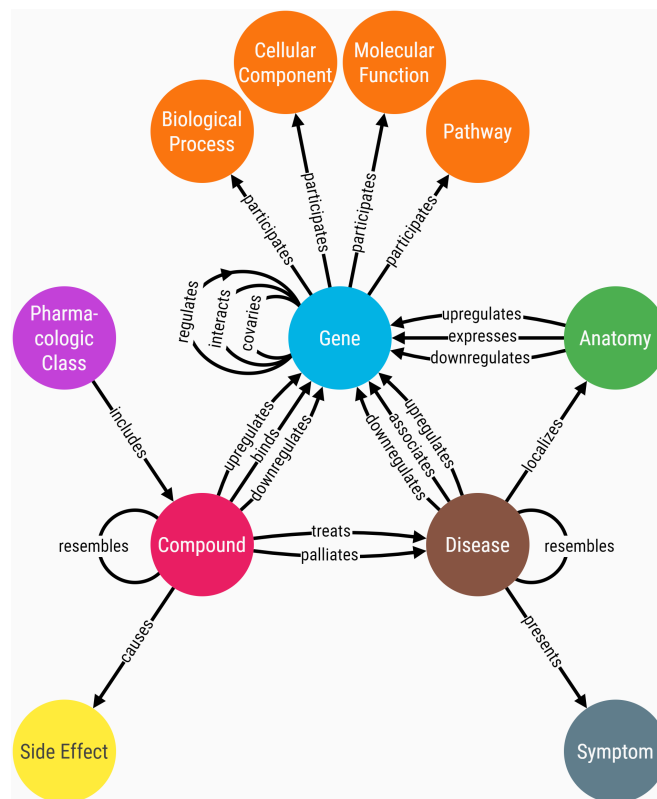 Cellular
Component
Molecular
Function
Biological
Process
Pathway
participates
participates
participates
participates
regulates
interacts
covaries
Gene
upregulates
expresses
downregulates
Anatomy
Pharma-
cologic
Class
includes
upregulates
binds
downregulates
downregulates
associates
upregulates
localizes
resembles
Compound
treats
palliates
Disease
resembles
causes
presents
Side Effect
Symptom